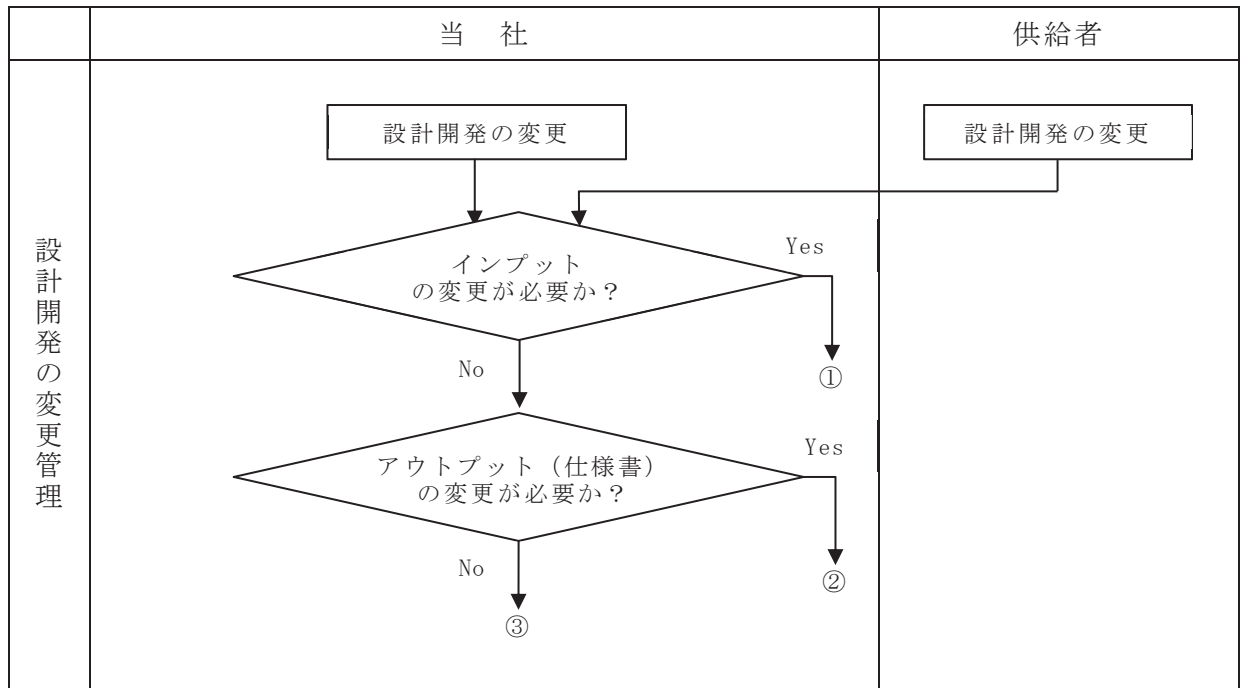 当 社
供給者
設計開発の変更管理
設計開発の変更
設計開発の変更
インプット
の変更が必要か？
Yes
①
No
アウトプット（仕様書）
の変更が必要か？
Yes
②
No
③